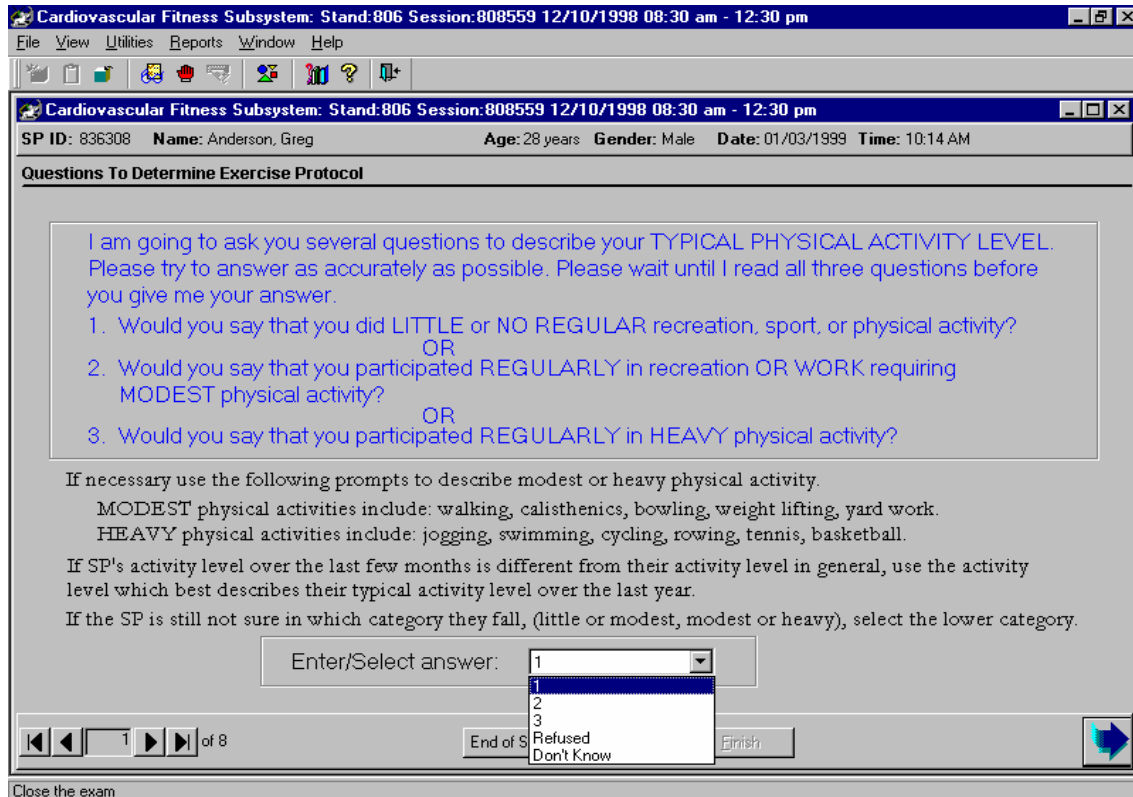 Cardiovascular Fitness Subsystem: Stand:806 Session:808559 12/10/1998 08:30 am - 12:30 pm
File View Utilities Reports Window Help
Cardiovascular Fitness Subsystem: Stand:806 Session:808559 12/10/1998 08:30 am - 12:30 pm
SP ID: 836308 Name: Anderson, Greg Age: 28 years Gender: Male Date: 01/03/1999 Time: 10:14 AM
Questions To Determine Exercise Protocol
I am going to ask you several questions to describe your TYPICAL PHYSICAL ACTIVITY LEVEL.
Please try to answer as accurately as possible. Please wait until I read all three questions before
you give me your answer.
1. Would you say that you did LITTLE or NO REGULAR recreation, sport, or physical activity?
OR
2. Would you say that you participated REGULARLY in recreation OR WORK requiring
MODEST physical activity?
OR
3. Would you say that you participated REGULARLY in HEAVY physical activity?
If necessary use the following prompts to describe modest or heavy physical activity.
MODEST physical activities include: walking, calisthenics, bowling, weight lifting, yard work.
HEAVY physical activities include: jogging, swimming, cycling, rowing, tennis, basketball.
If SP's activity level over the last few months is different from their activity level in general, use the activity
level which best describes their typical activity level over the last year.
If the SP is still not sure in which category they fall, (little or modest, modest or heavy), select the lower category.
Enter/Select answer: 1
1
2
3
Refused
Don't Know
1 of 8 End of S Finish
Close the exam